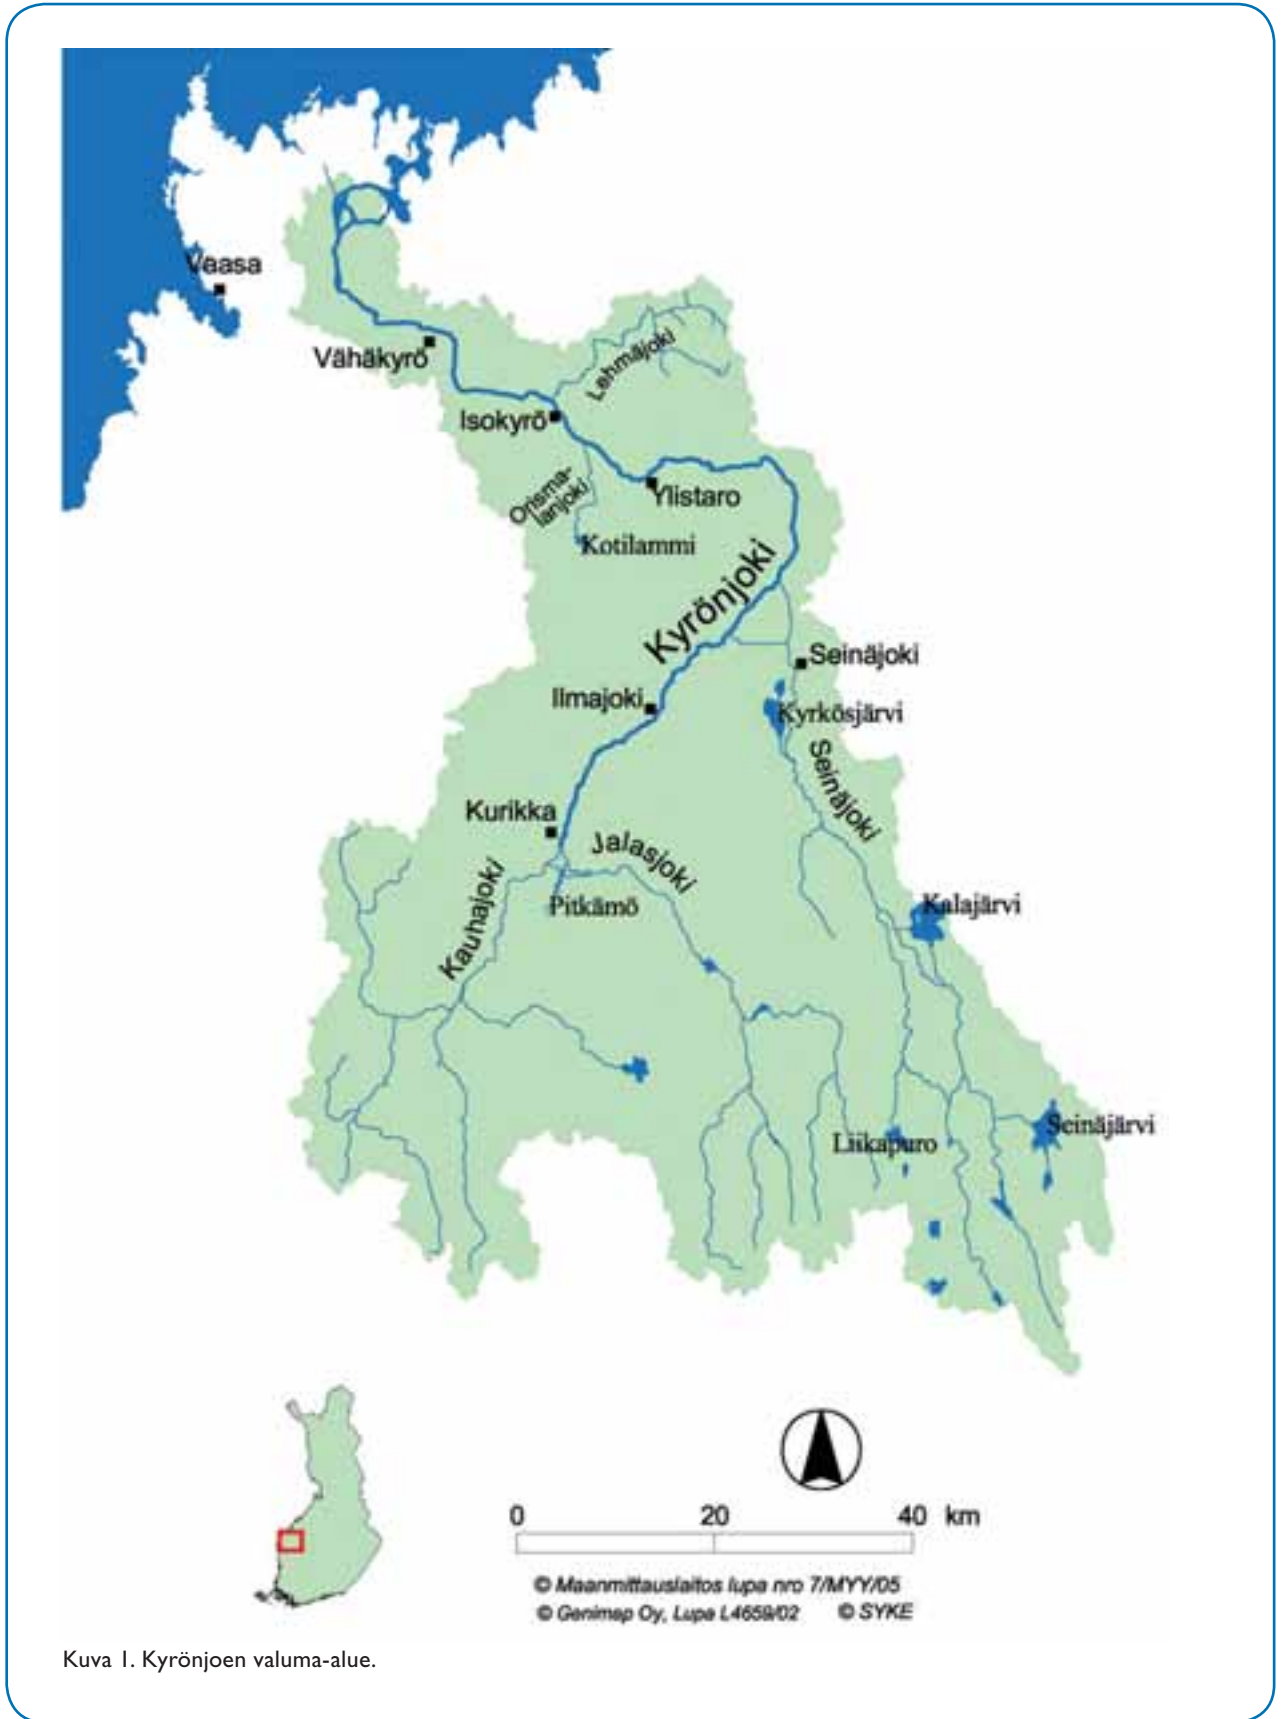 Vaasa
Vähäkyrö
Lehmäjoki
Isokyrö
Orisma-
lanjoki
Ylistaro
Kotilammi
Kyrönjoki
Seinäjoki
Ilmajoki
Kyrkösjärvi
Seinäjoki
Kurikka
Jalasjoki
Kauhajoki
Pitkämö
Kalajärvi
Liikapuro
Seinäjärvi
0 20 40 km
© Maanmittauslaitos lupa nro 7/MYY/05
© Genimap Oy, Lupa L4659/02 © SYKE
Kuva 1. Kyrönjoen valuma-alue.